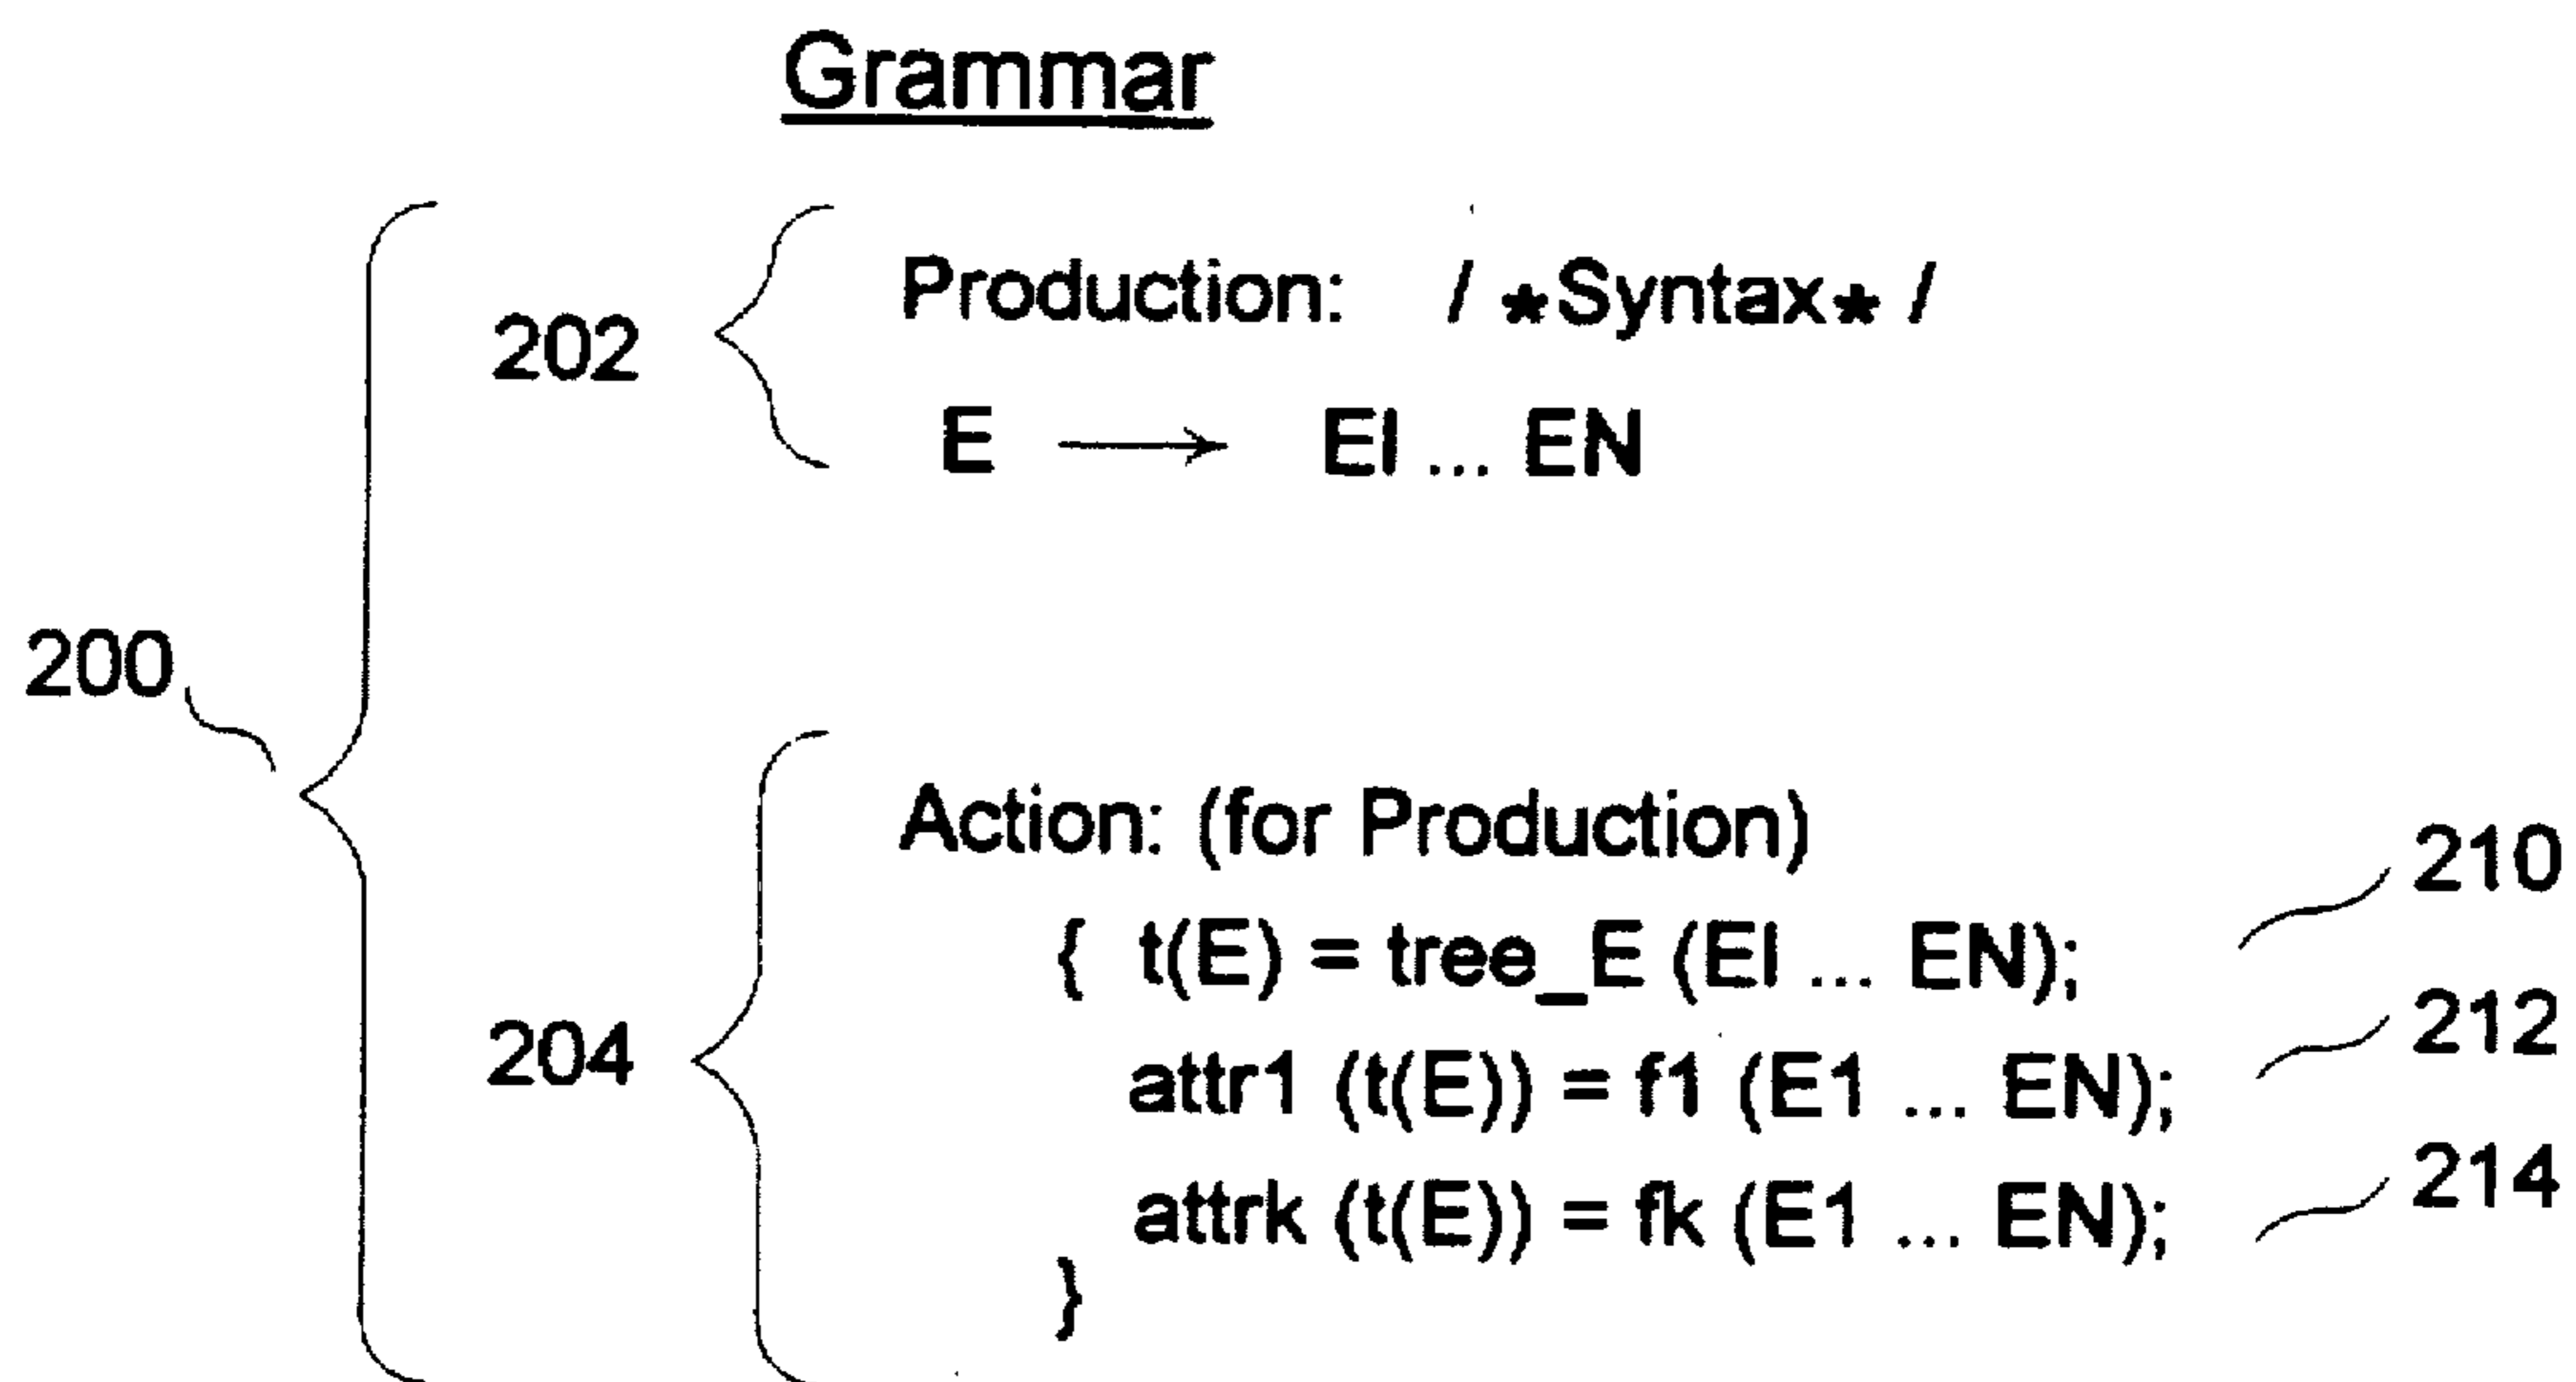 Grammar
202 Production: / *Syntax* /
E → EI ... EN
200
204 Action: (for Production)
{ t(E) = tree_E (EI ... EN); 210
attr1 (t(E)) = f1 (E1 ... EN); 212
attrk (t(E)) = fk (E1 ... EN); 214
}